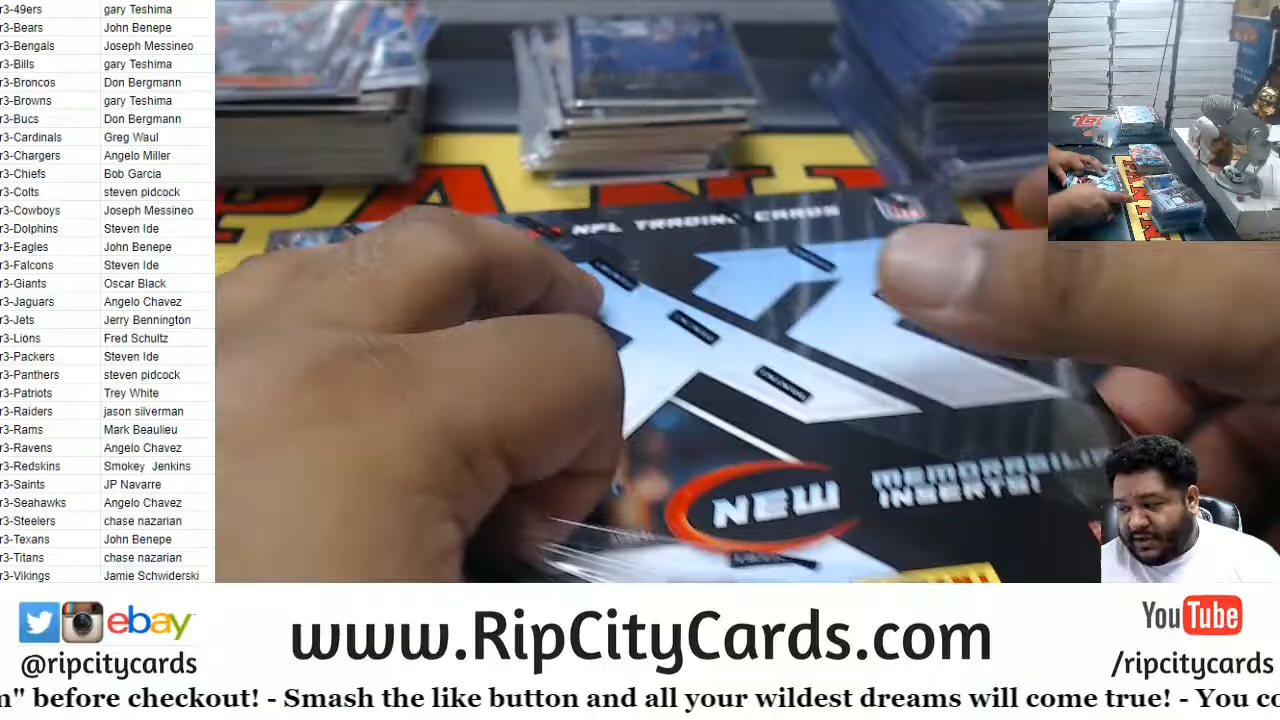 r3-49ers gary Teshima
r3-Bears John Benepe
r3-Bengals Joseph Messineo
r3-Bills gary Teshima
r3-Broncos Don Bergmann
r3-Browns gary Teshima
r3-Bucs Don Bergmann
r3-Cardinals Greg Waul
r3-Chargers Angelo Miller
r3-Chiefs Bob Garcia
r3-Colts steven pidcock
r3-Cowboys Joseph Messineo
r3-Dolphins Steven Ide
r3-Eagles John Benepe
r3-Falcons Steven Ide
r3-Giants Oscar Black
r3-Jaguars Angelo Chavez
r3-Jets Jerry Bennington
r3-Lions Fred Schultz
r3-Packers Steven Ide
r3-Panthers steven pidcock
r3-Patriots Trey White
r3-Raiders jason silverman
r3-Rams Mark Beaulieu
r3-Ravens Angelo Chavez
r3-Redskins Smokey Jenkins
r3-Saints JP Navarre
r3-Seahawks Angelo Chavez
r3-Steelers chase nazarian
r3-Texans John Benepe
r3-Titans chase nazarian
r3-Vikings Jamie Schwiderski
NFL TRADING CARDS
NEW
MEMORABILIA
INSERTS!
PANINI
ebay
@ripcitycards
www.RipCityCards.com
YouTube
/ripcitycards
" before checkout! - Smash the like button and all your wildest dreams will come true! - You